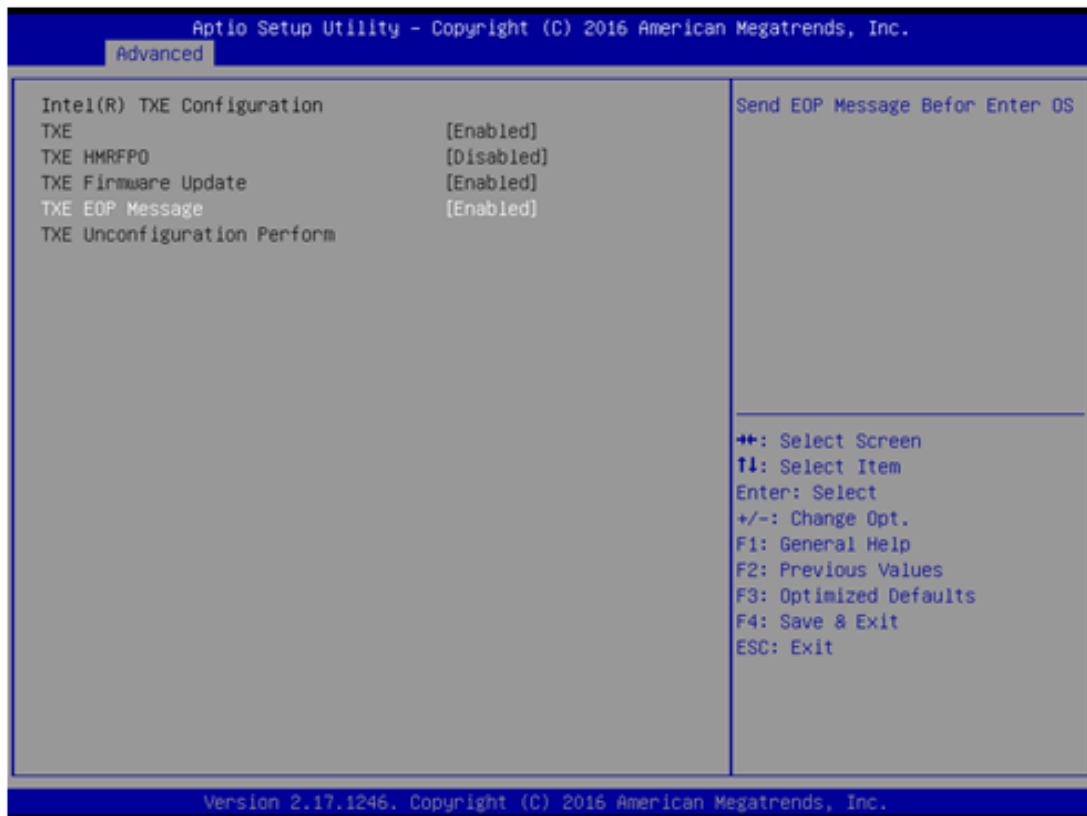 Aptio Setup Utility – Copyright (C) 2016 American Megatrends, Inc.
Advanced
Intel(R) TXE Configuration
TXE [Enabled]
TXE HMRFPO [Disabled]
TXE Firmware Update [Enabled]
TXE EOP Message [Enabled]
TXE Unconfiguration Perform
Send EOP Message Befor Enter OS
→←: Select Screen
↑↓: Select Item
Enter: Select
+/-: Change Opt.
F1: General Help
F2: Previous Values
F3: Optimized Defaults
F4: Save & Exit
ESC: Exit
Version 2.17.1246. Copyright (C) 2016 American Megatrends, Inc.